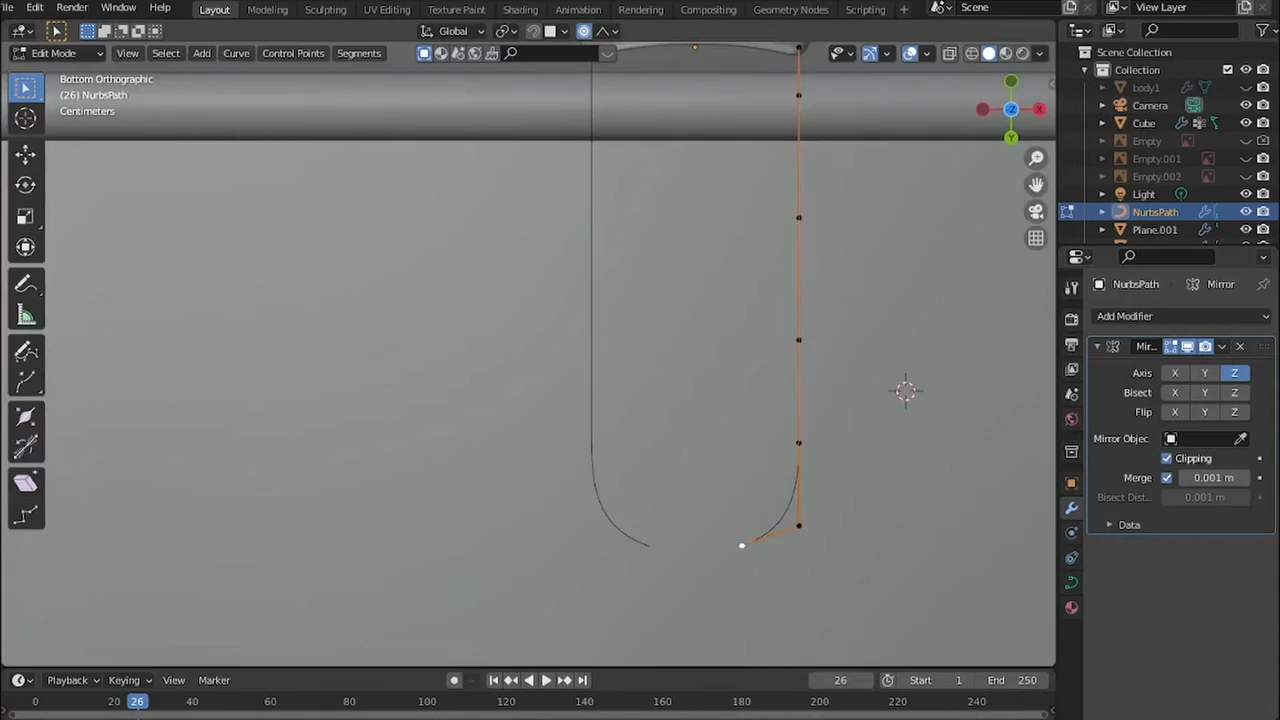 File Edit Render Window Help Layout Modeling Sculpting UV Editing Texture Paint Shading Animation Rendering Compositing Geometry Nodes Scripting + Scene View Layer
Global
Edit Mode View Select Add Curve Control Points Segments
Bottom Orthographic
(26) NurbsPath
Centimeters
X
Y
-Z
Scene Collection
Collection
body1
Camera
Cube
Empty
Empty.001
Empty.002
Light
NurbsPath
Plane.001
NurbsPath Mirror
Add Modifier
Mir...
Axis X Y Z
Bisect X Y Z
Flip X Y Z
Mirror Objec
Clipping
Merge 0.001 m
Bisect Dist... 0.001 m
Data
Playback Keying View Marker 26 Start 1 End 250
0 20 26 40 60 80 100 120 140 160 180 200 220 240